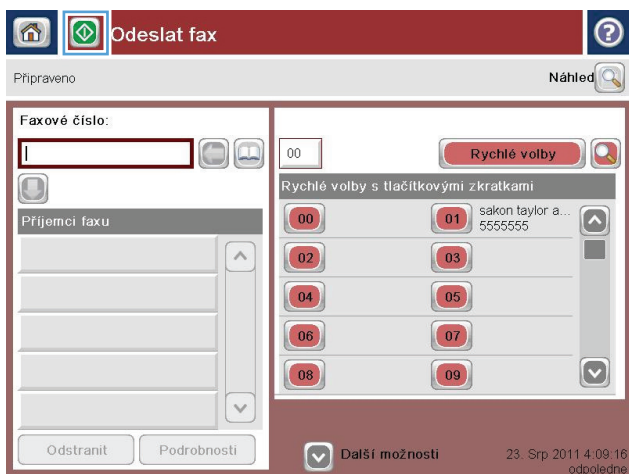 Odeslat fax
?
Připraveno
Náhled
Faxové číslo:
00
Rychlé volby
Rychlé volby s tlačítkovými zkratkami
Příjemci faxu
00
01 sakon taylor a...
5555555
02 03
04 05
06 07
08 09
Odstranit Podrobnosti
Další možnosti
23. Srp 2011 4:09:16
odpoledne